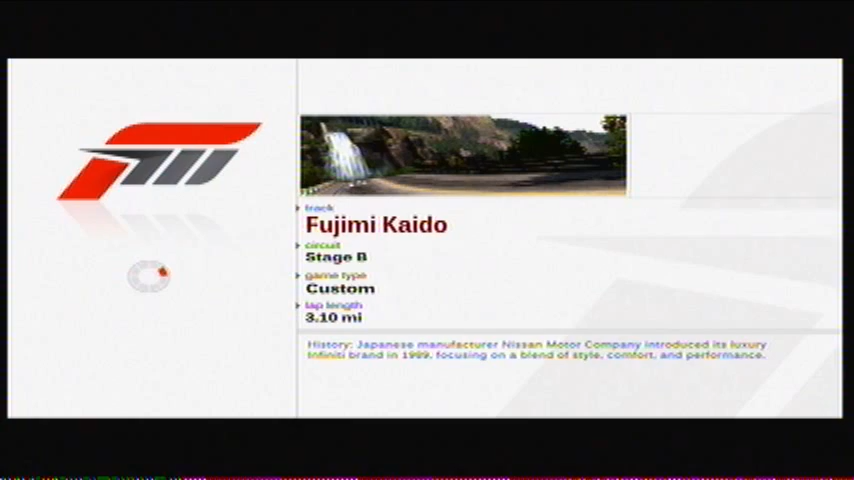 track
Fujimi Kaido
circuit
Stage B
game type
Custom
lap length
3.10 mi
History: Japanese manufacturer Nissan Motor Company introduced its luxury
Infiniti brand in 1989, focusing on a blend of style, comfort, and performance.